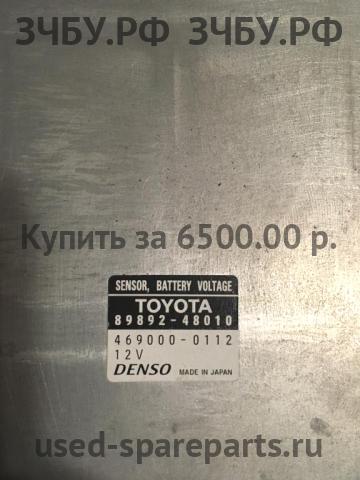 ЗЧБУ.РФ ЗЧБУ.РФ
Купить за 6500.00 р.
SENSOR, BATTERY VOLTAGE
TOYOTA
89892-48010
469000-0112
12V
DENSO MADE IN JAPAN
used-spareparts.ru